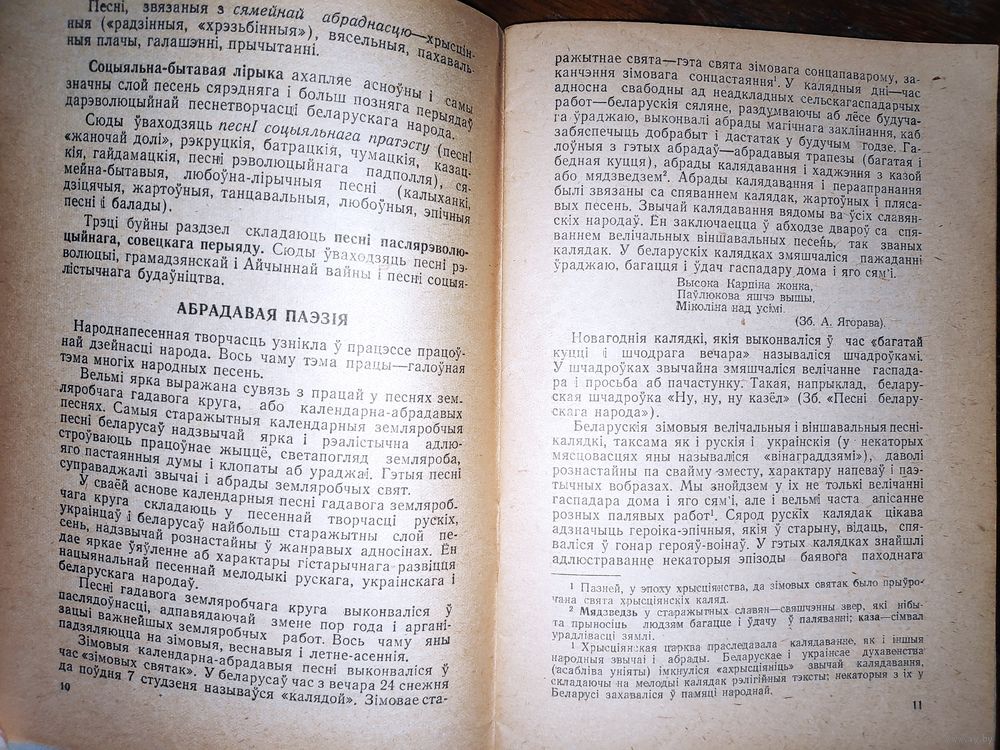 Песні, звязаныя з сямейнай абраднасцю—хрысцін-
ныя («радзінныя, «хрэзьбінныя»), вясельныя, пахаваль-
ныя плачы, галашэнні, прычытанні.
Соцыяльна-бытавая лірыка ахапляе асноўны і самы
значны слой песень сярэдняга і больш позняга перыядаў
дарэволюцыйнай песнетворчасці беларускага народа.
Сюды ўваходзяць песні соцыяльнага пратэсту (песні
«жаночай долі», рэкруцкія, батрацкія, чумацкія, казац-
кія, гайдамацкія, песні рэволюцыйнага падполля), ся-
мейна-бытавыя, любоўна-лірычныя песні (калыханкі,
дзіцячыя, жартоўныя, танцавальныя, любоўныя, эпічныя
песні і балады).
Трэці буйны раздзел складаюць песні паслярэволю-
цыйнага, совецкага перыяду. Сюды ўваходзяць песні рэ-
волюцыі, грамадзянскай і Айчыннай вайны і песні соцыя-
лістычнага будаўніцтва.
АБРАДАВАЯ ПАЭЗІЯ
Народнапесенная творчасць узнікла ў працэссе працоў-
най дзейнасці народа. Вось чаму тэма працы—галоўная
тэма многіх народных песень.
Вельмі ярка выражана сувязь з працай у песнях зем-
ляробчага гадавога круга, або календарна-абрадавых
песнях. Самыя старажытныя календарныя земляробчыя
песні беларусаў надзвычай ярка і рэалістычна адлю-
строўваюць працоўнае жыццё, светапогляд земляроба,
яго пастаянныя думы і клопаты аб ураджаі. Гэтыя песні
суправаджалі звычаі і абрады земляробчых свят.
У сваёй аснове календарныя песні гадавога земляроб-
чага круга складаюць у песеннай творчасці рускіх,
украінцаў і беларусаў найбольш старажытны слой пе-
сень, надзвычай рознастайны ў жанравых адносінах. Ён
дае яркае ўяўленне аб характары гістарычнага развіцця
нацыянальнай песеннай мелодыкі рускага, украінскага і
беларускага народаў.
Песні гадавога земляробчага круга выконваліся ў
паслядоўнасці, адпавядаючай змене пор года і аргані-
зацыі важнейшых земляробчых работ. Вось чаму яны
падзяляюцца на зімовыя, веснавыя і летне-асеннія.
Зімовыя календарна-абрадавыя песні выконваліся ў
час «зімовых святак». У беларусаў час з вечара 24 снежня
да поўдня 7 студзеня называўся «калядой». Зімовае ста-
10
ражытнае свята—гэта свята зімовага сонцапаварому, за-
канчэння зімовага сонцастаяння¹. У калядныя дні—час
адносна свабодны ад неадкладных сельскагаспадарчых
работ—беларускія сяляне, раздумваючы аб лёсе будуча-
га ўраджаю, выконвалі абрады магічнага заклінання, каб
забяспечыць добрабыт і дастатак у будучым годзе. Га-
лоўныя з гэтых абрадаў—абрадавыя трапезы (багатая і
бедная куцця), абрады калядавання і хаджэння з казой
або мядзведзем². Абрады калядавання і пераапранання
былі звязаны са спяваннем калядак, жартоўных і пляса-
вых песень. Звычай калядавання вядомы ва ўсіх славян-
скіх народаў. Ён заключаецца ў абходзе двароў са спя-
ваннем велічальных віншавальных песень, так званых
калядак. У беларускіх калядках змяшчаліся пажаданні
ўраджаю, багацця і ўдач гаспадару дома і яго сям'і.
Высока Карпіна жонка,
Паўлюкова яшчэ вышы,
Міколіна над усімі.
(Зб. А. Ягорава).
Новагоднія калядкі, якія выконваліся ў час «багатай
куцці і шчодрага вечара» называліся шчадроўкамі.
У шчадроўках звычайна змяшчаліся велічанне гаспада-
ра і просьба аб пачастунку. Такая, напрыклад, белару-
ская шчадроўка «Ну, ну, ну казёл» (Зб. «Песні белару-
скага народа»).
Беларускія зімовыя велічальныя і віншавальныя песні-
калядкі, таксама як і рускія і украінскія (у некаторых
мясцовасцях яны называліся «вінаграддзямі»), даволі
рознастайны па свайму зместу, характару напеваў і паэ-
тычных вобразах. Мы знойдзем у іх не толькі велічанні
гаспадара дома і яго сям'і, але і вельмі часта апісанне
розных палявых работ¹. Сярод рускіх калядак цікава
адзначыць героіка-эпічныя, якія ў старыну, відаць, спя-
валіся ў гонар герояў-воінаў. У гэтых калядках знайшлі
адлюстраванне некаторыя эпізоды баявога паходнага
¹ Пазней, у эпоху хрысціянства, да зімовых святак было прыўро-
чана свята хрысціянскіх каляд.
² Мядзведзь у старажытных славян—свяшчэнны звер, які нібы-
та прыносіць людзям багацце і ўдачу ў паляванні; каза—сімвал
урадлівасці зямлі.
¹ Хрысціянская царква праследавала калядаванне, як і іншыя
народныя звычаі і абрады. Беларускае і украінсае духавенства
(асабліва уніяты) імкнуліся «ахрысціяніць» звычай калядавання,
складаючы на мелодыі калядак рэлігійныя тэксты; некаторыя з іх у
Беларусі захаваліся ў памяці народнай.
11